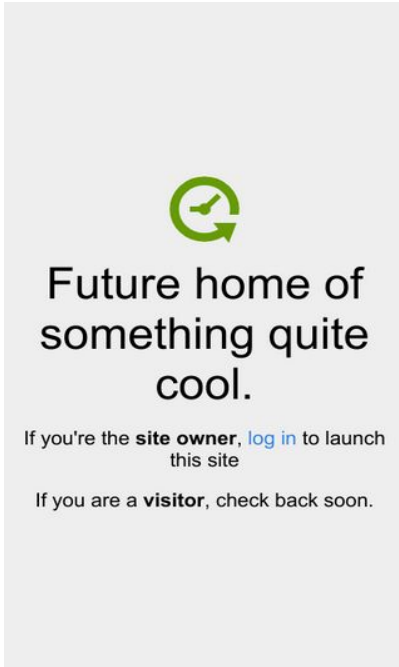 Future home of
something quite
cool.
If you're the site owner, log in to launch
this site
If you are a visitor, check back soon.